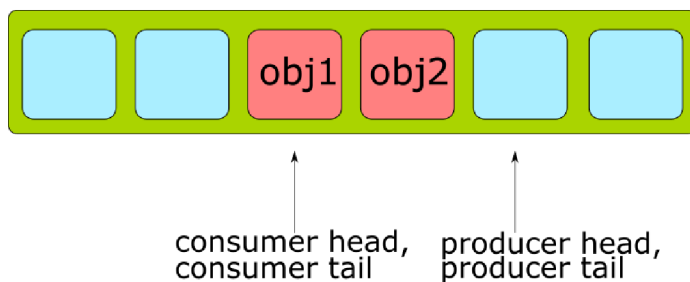 obj1 obj2
consumer head, producer head,
consumer tail producer tail